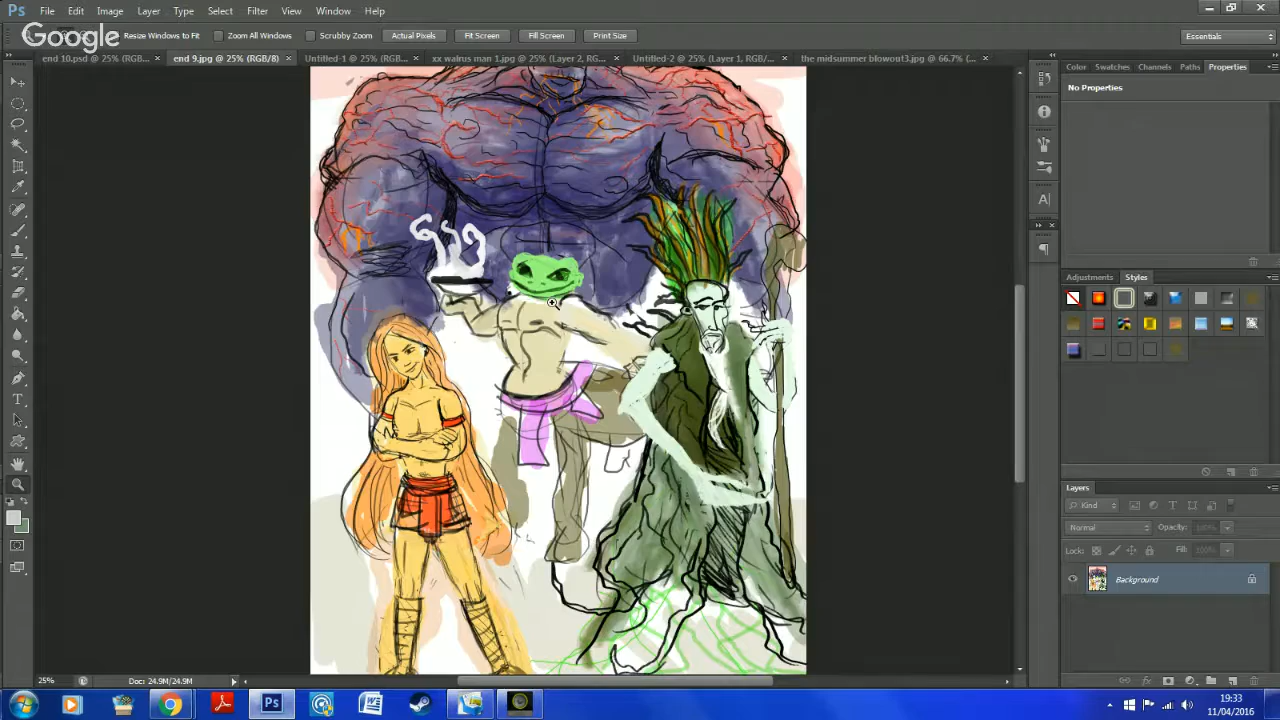 Ps File Edit Image Layer Type Select Filter View Window Help
Google
Resize Windows to Fit Zoom All Windows Scrubby Zoom Actual Pixels Fit Screen Fill Screen Print Size Essentials
end 10.psd @ 25% (RGB... × end 9.jpg @ 25% (RGB/8) × Untitled-1 @ 25% (RGB... × xx walrus man 1.jpg @ 25% (Layer 2, RG... × Untitled-2 @ 25% (Layer 1, RGB/... × the midsummer blowout3.jpg @ 66.7% (... ×
Color Swatches Channels Paths Properties
No Properties
Adjustments Styles
Layers
Kind
Normal Opacity: 100%
Lock: Fill: 100%
Background
25% Doc: 24.9M/24.9M
19:33
11/04/2016